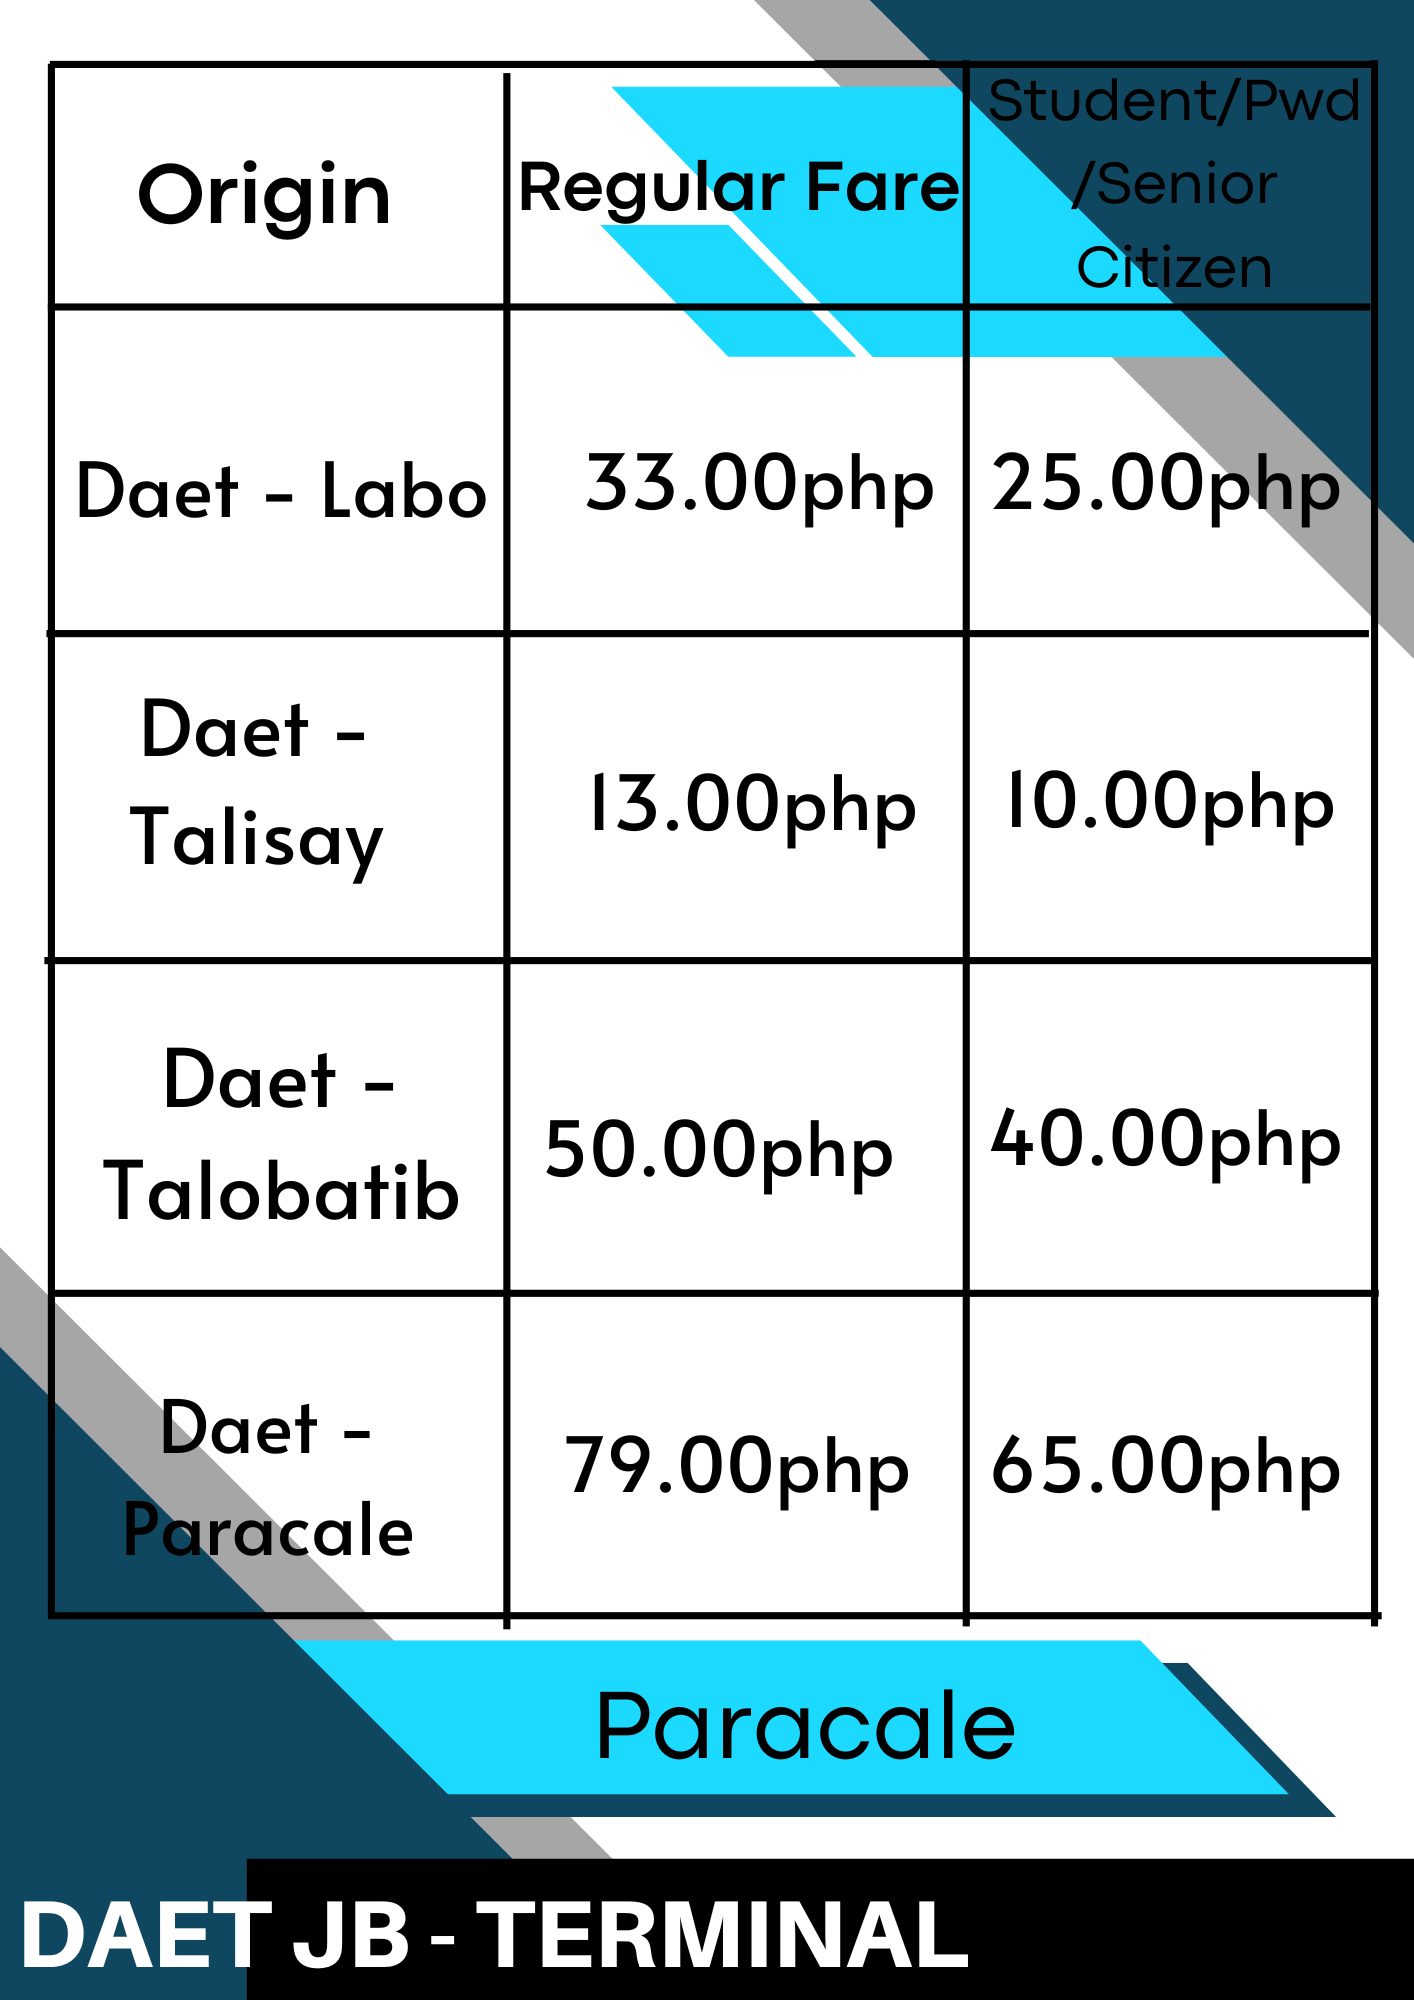 Origin
Regular Fare
Student/Pwd
/Senior
Citizen
Daet - Labo
33.00php
25.00php
Daet -
Talisay
13.00php
10.00php
Daet -
Talobatib
50.00php
40.00php
Daet -
Paracale
79.00php
65.00php
Paracale
DAET JB - TERMINAL